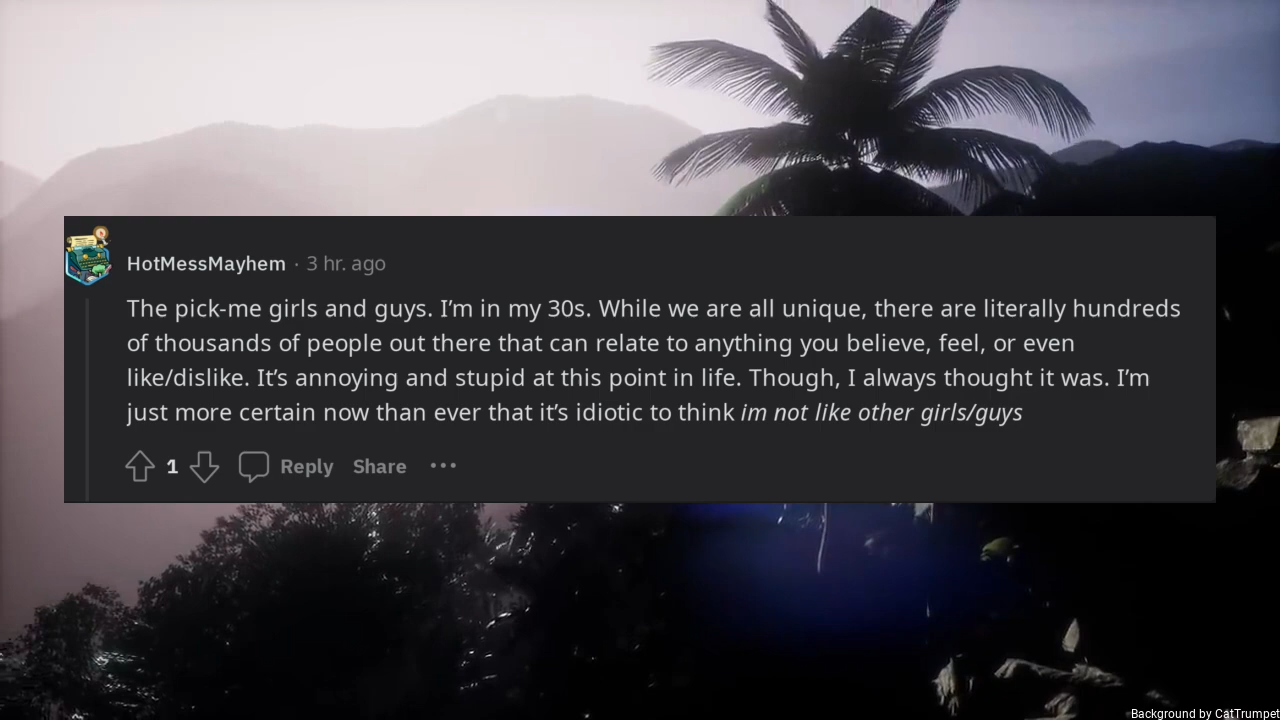 HotMessMayhem · 3 hr. ago
The pick-me girls and guys. I’m in my 30s. While we are all unique, there are literally hundreds
of thousands of people out there that can relate to anything you believe, feel, or even
like/dislike. It’s annoying and stupid at this point in life. Though, I always thought it was. I’m
just more certain now than ever that it’s idiotic to think im not like other girls/guys
1 Reply Share
Background by CatTrumpet